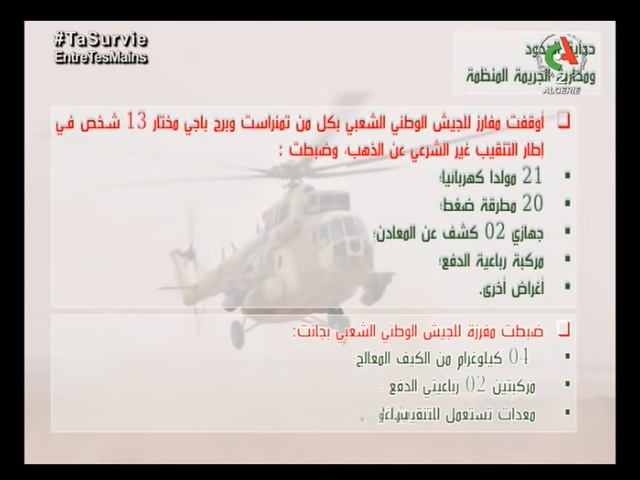 #TaSurvie
EntreTesMains
ومحاربة الجريمة المنظمة
ALGERIE
أوقفت مفارز للجيش الوطني الشعبي بكل من تمنراست وبرج باجي مختار 13 شخص في
إطار التنقيب غير الشرعي عن الذهب، وضبطت :
21 مولدا كهربائيا؛
20 مطرقة ضغط؛
جهازي 02 كشف عن المعادن؛
مركبة رباعية الدفع؛
أغراض أخرى.
ضبطت مفرزة للجيش الوطني الشعبي بجانت:
04 كيلوغرام من الكيف المعالج
مركبتين 02 رباعيتي الدفع
معدات تستعمل للتنقيب